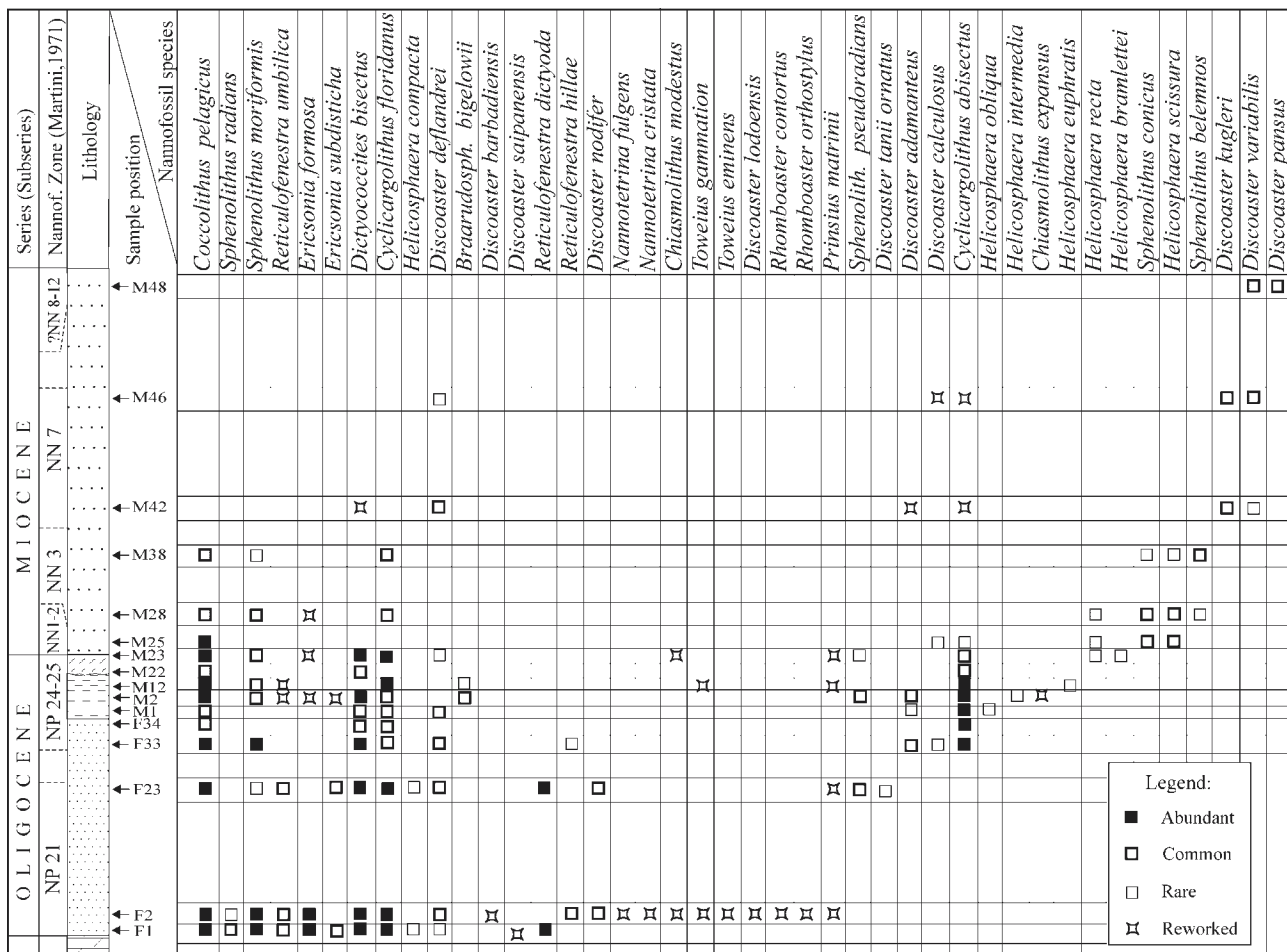 Series (Subseries)
Nannof. Zone (Martini,1971)
Lithology
Sample position
Nannofossil species
Coccolithus pelagicus
Sphenolithus radians
Sphenolithus moriformis
Reticulofenestra umbilica
Ericsonia formosa
Ericsonia subdisticha
Dictyococcites bisectus
Cyclicargolithus floridanus
Helicosphaera compacta
Discoaster deflandrei
Braarudosph. bigelowii
Discoaster barbadiensis
Discoaster saipanensis
Reticulofenestra dictyoda
Reticulofenestra hillae
Discoaster nodifer
Nannotetrina fulgens
Nannotetrina cristata
Chiasmolithus modestus
Toweius gammation
Toweius eminens
Discoaster lodoensis
Rhomboaster contortus
Rhomboaster orthostylus
Prinsius matrinii
Sphenolith. pseudoradians
Discoaster tanii ornatus
Discoaster adamanteus
Discoaster calculosus
Cyclicargolithus abisectus
Helicosphaera obliqua
Helicosphaera intermedia
Chiasmolithus expansus
Helicosphaera euphratis
Helicosphaera recta
Helicosphaera bramlettei
Sphenolithus conicus
Helicosphaera scissura
Sphenolithus belemnos
Discoaster kugleri
Discoaster variabilis
Discoaster pausus
MIOCENE
OLIGOCENE
?NN 8-12
NN 7
NN 3
NN1-2
NP 24-25
NP 21
M48
M46
M42
M38
M28
M25
M23
M22
M12
M2
M1
F34
F33
F23
F2
F1
Legend:
Abundant
Common
Rare
Reworked